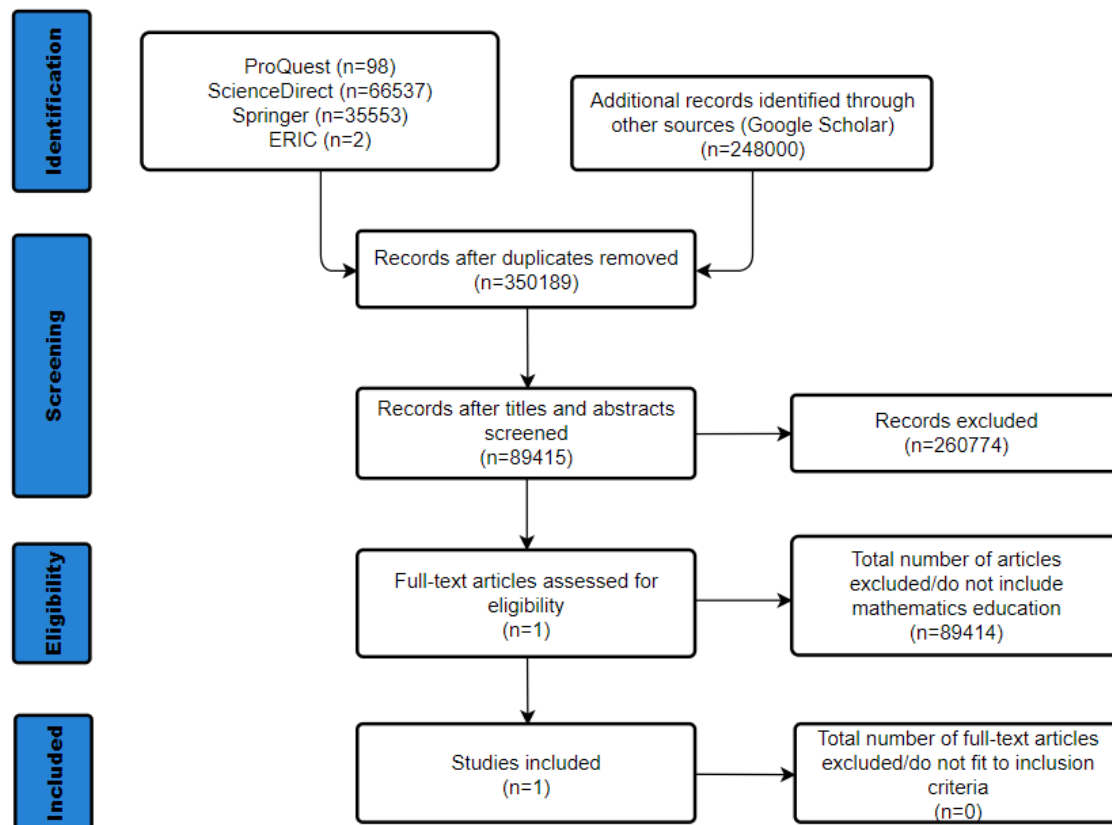 Identification
ProQuest (n=98)
ScienceDirect (n=66537)
Springer (n=35553)
ERIC (n=2)
Additional records identified through
other sources (Google Scholar)
(n=248000)
Screening
Records after duplicates removed
(n=350189)
Records after titles and abstracts
screened
(n=89415)
Records excluded
(n=260774)
Eligibility
Full-text articles assessed for
eligibility
(n=1)
Total number of articles
excluded/do not include
mathematics education
(n=89414)
Included
Studies included
(n=1)
Total number of full-text articles
excluded/do not fit to inclusion
criteria
(n=0)